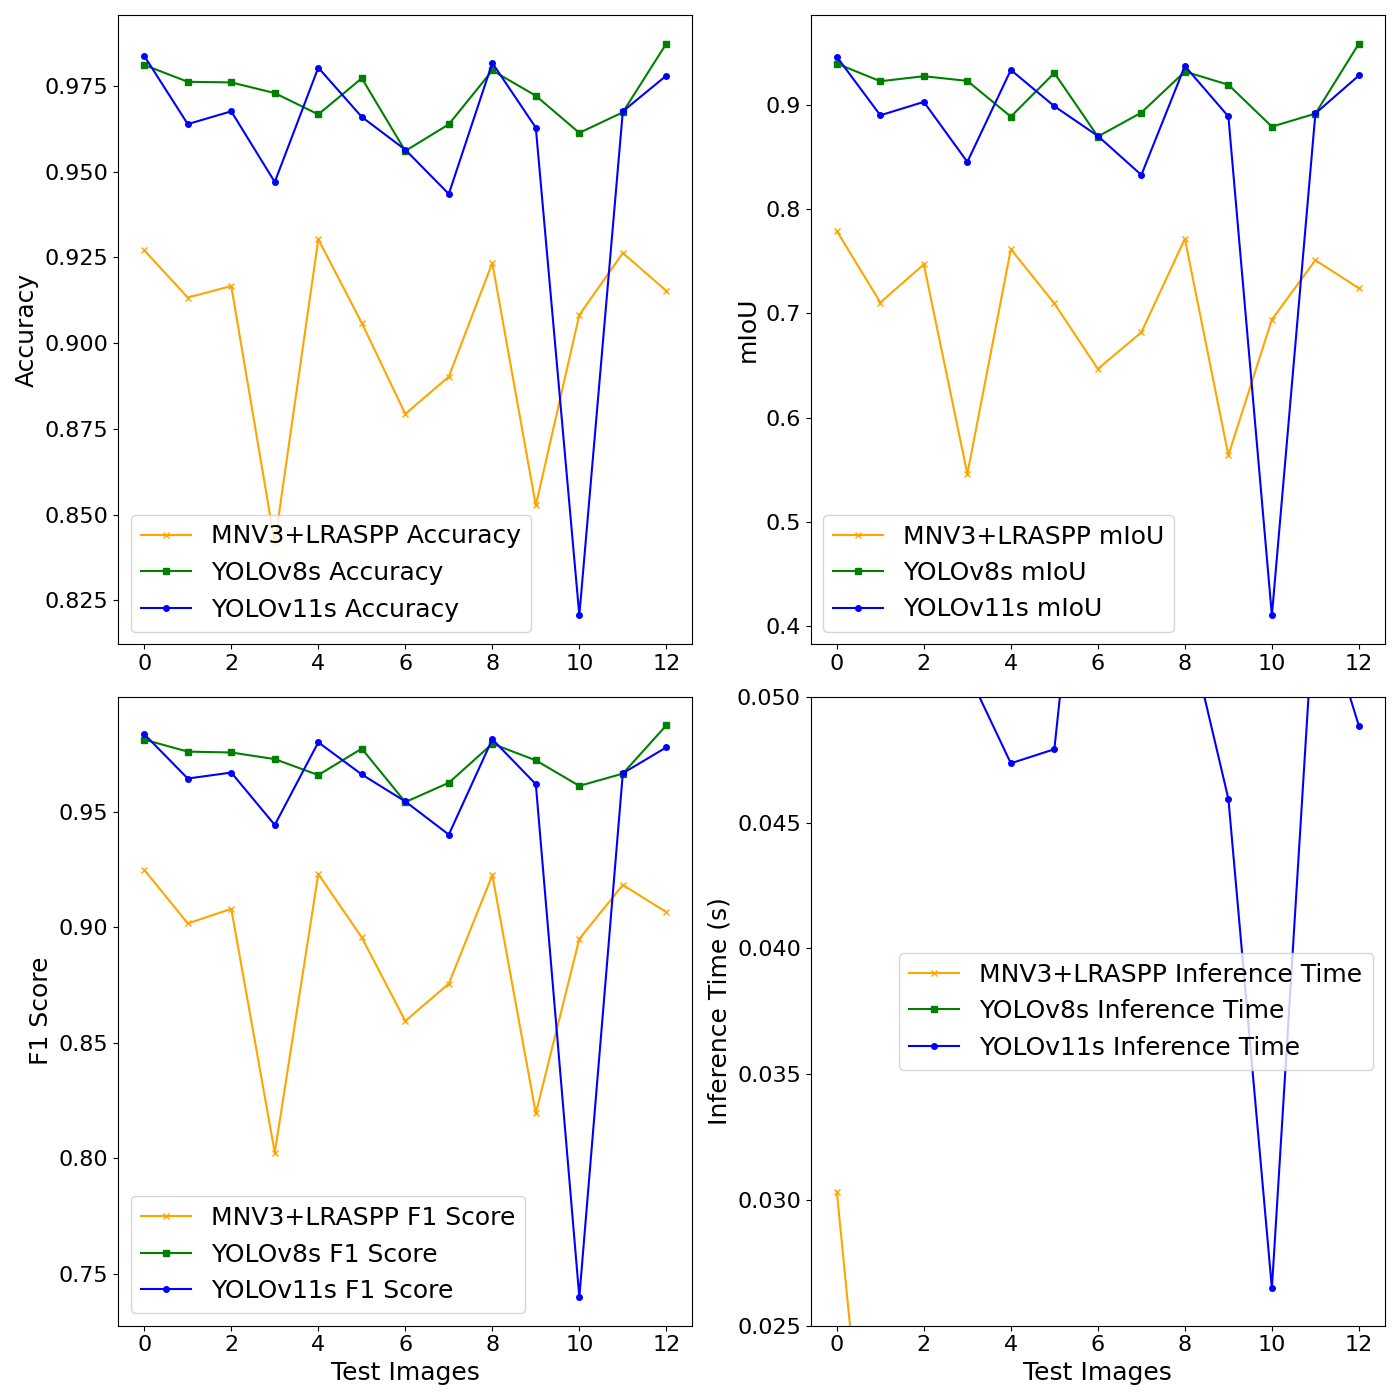 Accuracy
0.975
0.950
0.925
0.900
0.875
0.850
0.825
MNV3+LRASPP Accuracy
YOLOv8s Accuracy
YOLOv11s Accuracy
0 2 4 6 8 10 12
mIoU
0.9
0.8
0.7
0.6
0.5
0.4
MNV3+LRASPP mIoU
YOLOv8s mIoU
YOLOv11s mIoU
0 2 4 6 8 10 12
F1 Score
0.95
0.90
0.85
0.80
0.75
MNV3+LRASPP F1 Score
YOLOv8s F1 Score
YOLOv11s F1 Score
0 2 4 6 8 10 12
Test Images
Inference Time (s)
0.050
0.045
0.040
0.035
0.030
0.025
MNV3+LRASPP Inference Time
YOLOv8s Inference Time
YOLOv11s Inference Time
0 2 4 6 8 10 12
Test Images